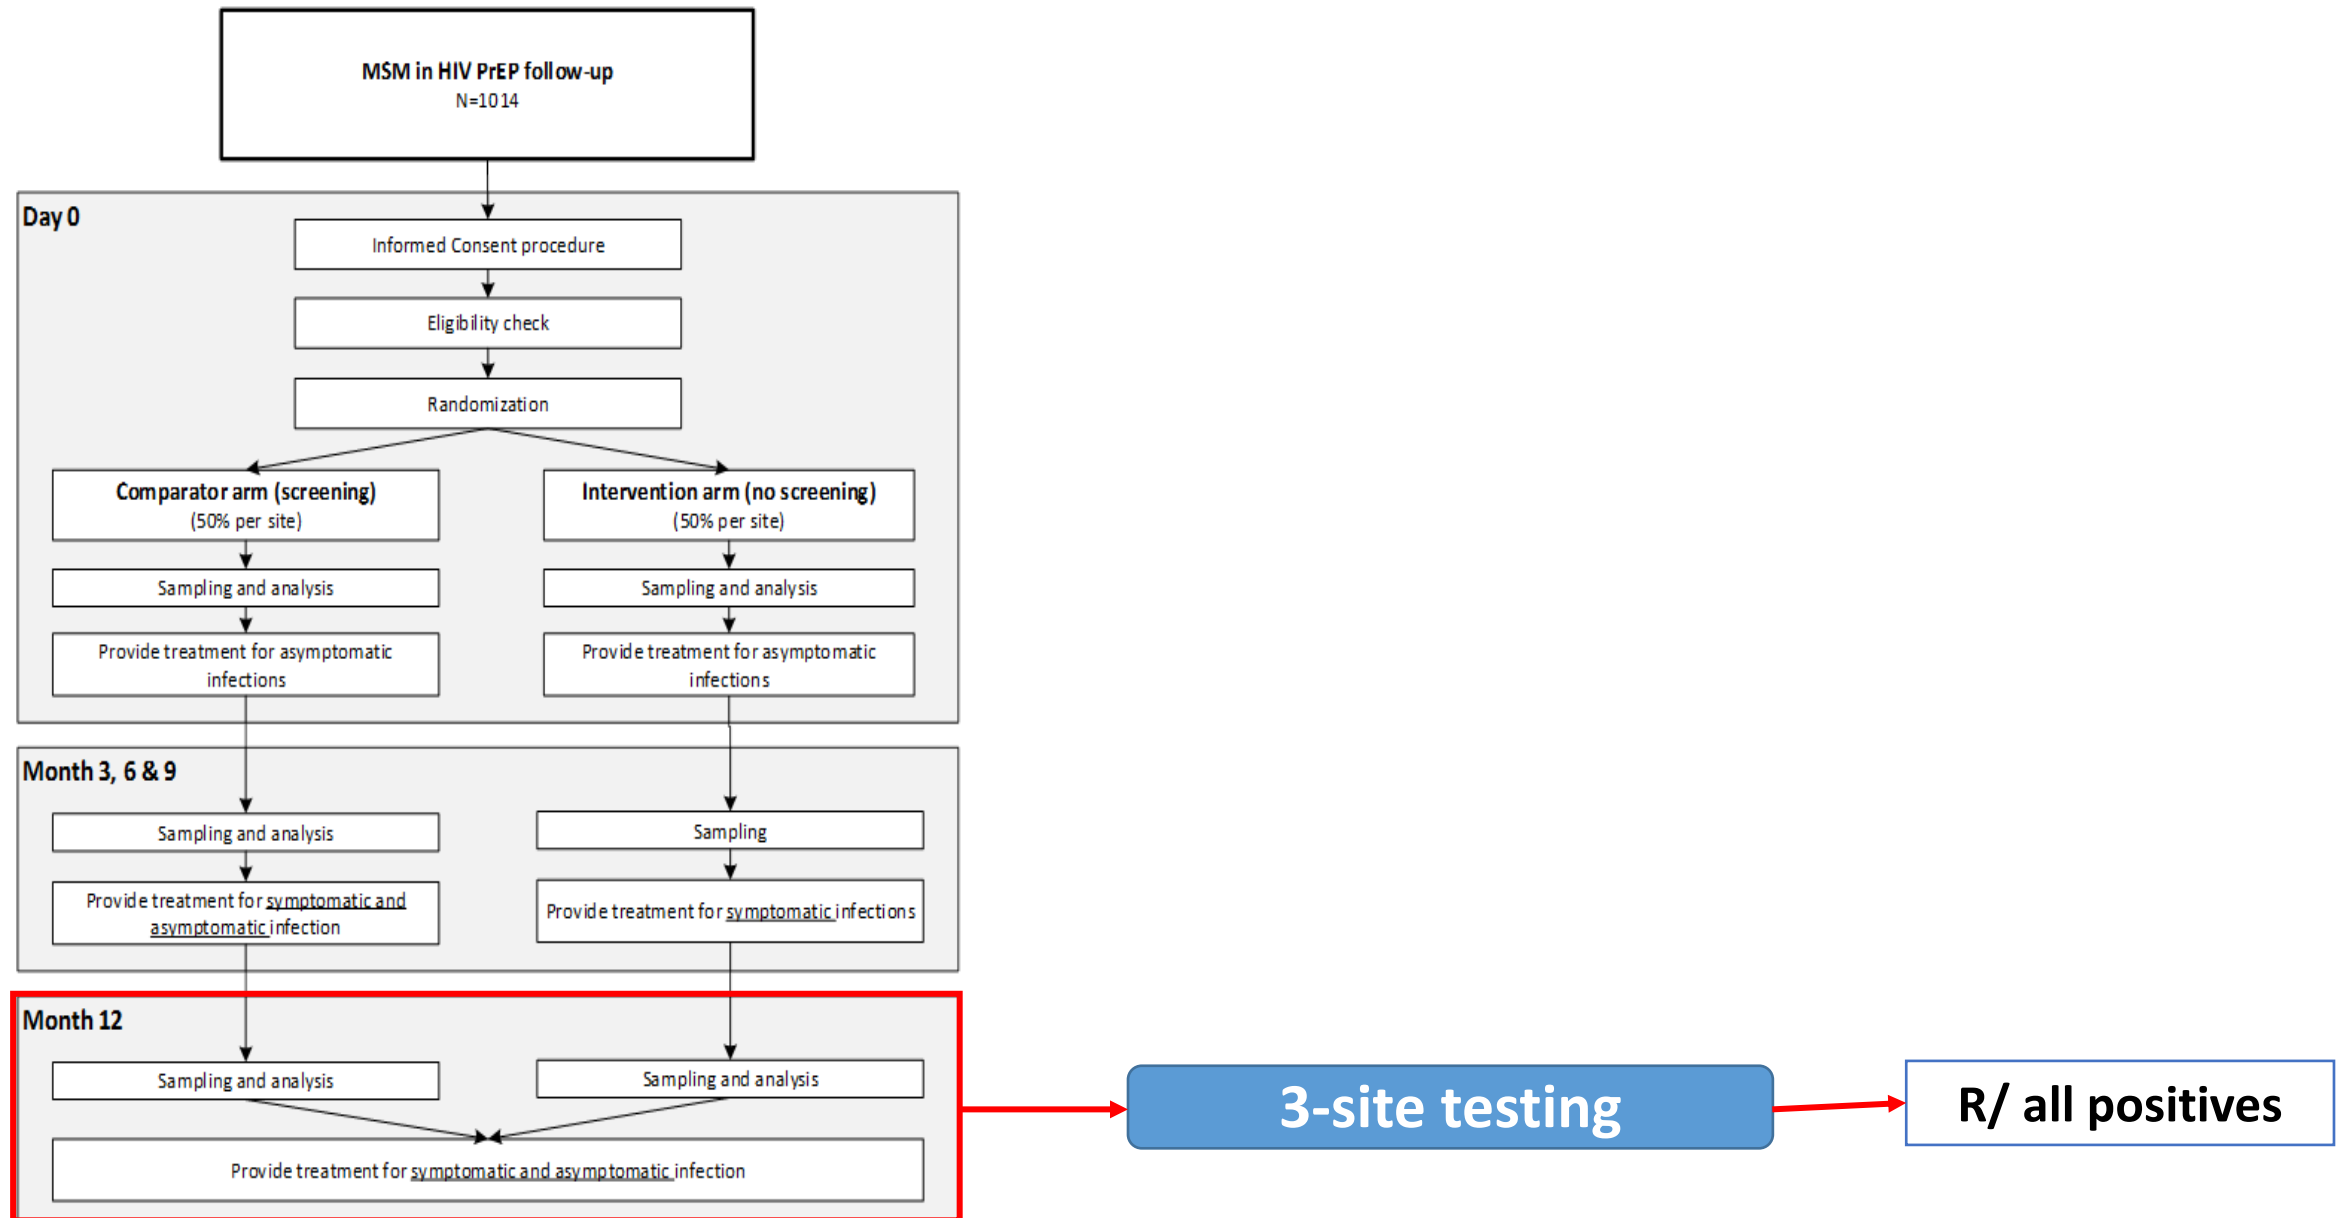 MSM in HIV PrEP follow-up
N=1014
Day 0
Informed Consent procedure
Eligibility check
Randomization
Comparator arm (screening)
(50% per site)
Intervention arm (no screening)
(50% per site)
Sampling and analysis
Sampling and analysis
Provide treatment for asymptomatic
infections
Provide treatment for asymptomatic
infections
Month 3, 6 & 9
Sampling and analysis
Sampling
Provide treatment for symptomatic and
asymptomatic infection
Provide treatment for symptomatic infections
Month 12
Sampling and analysis
Sampling and analysis
Provide treatment for symptomatic and asymptomatic infection
3-site testing
R/ all positives